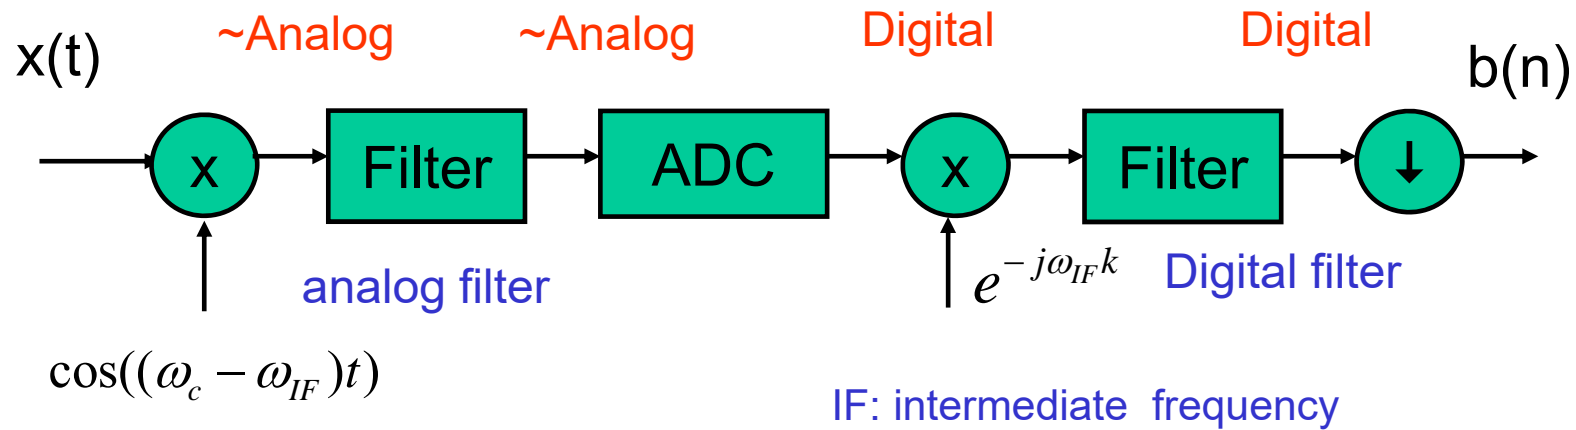 ~Analog ~Analog Digital Digital
x(t) b(n)
x Filter ADC x Filter ↓
analog filter e^{-jω_{IF}k} Digital filter
cos((ω_c − ω_{IF})t)
IF: intermediate frequency